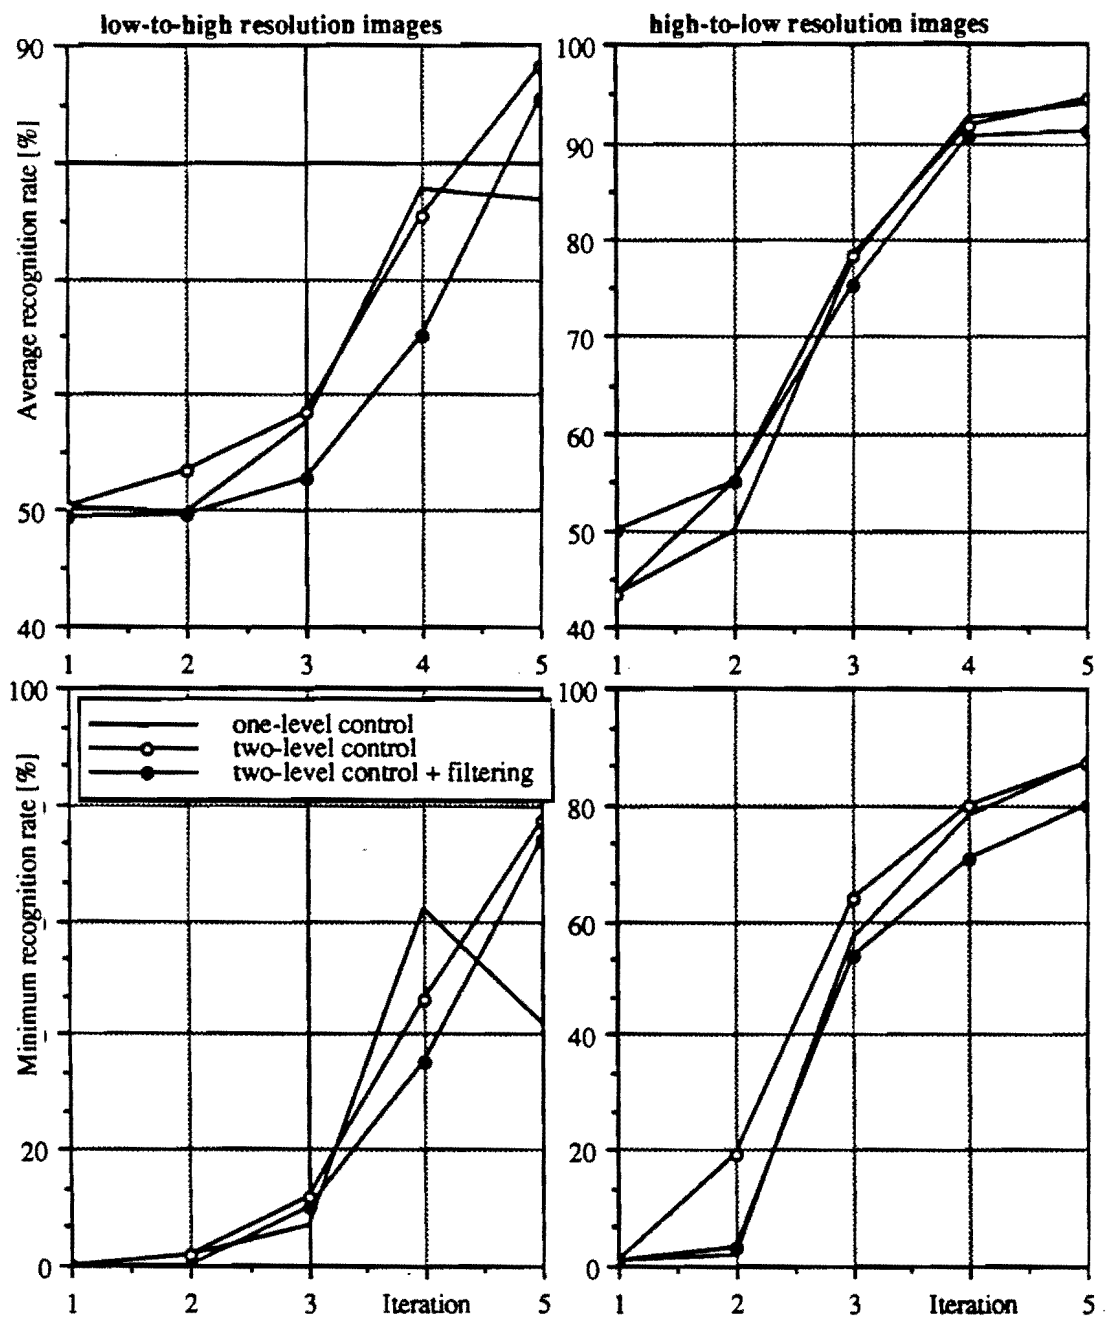 low-to-high resolution images
high-to-low resolution images
Average recognition rate [%]
90
50
40
1 2 3 4 5
100
90
80
70
60
50
40
1 2 3 4 5
Minimum recognition rate [%]
100
20
0
one-level control
two-level control
two-level control + filtering
1 2 3 Iteration 5
100
80
60
40
20
0
1 2 3 Iteration 5